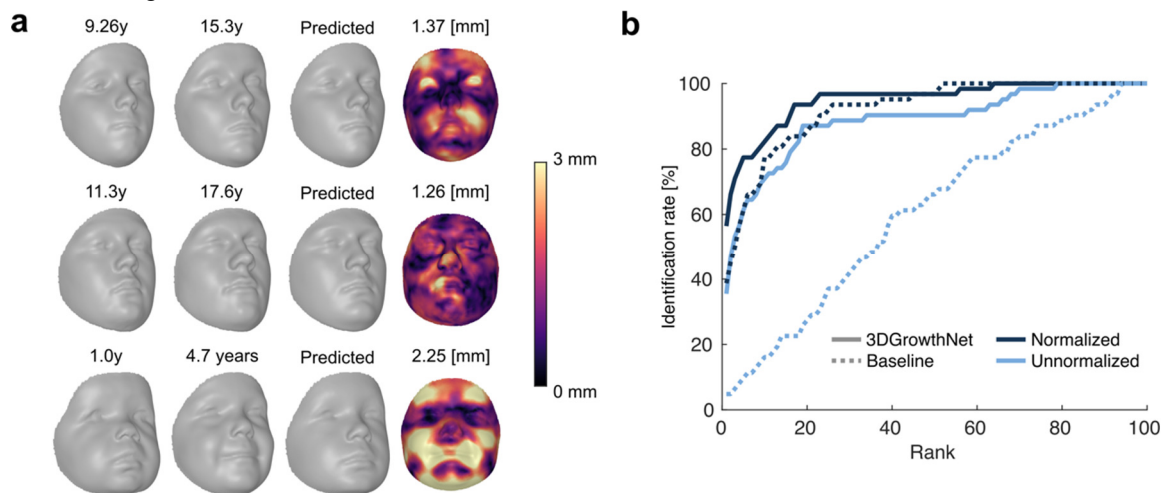 a
9.26y 15.3y Predicted 1.37 [mm]
11.3y 17.6y Predicted 1.26 [mm]
1.0y 4.7 years Predicted 2.25 [mm]
3 mm
0 mm
b
Identification rate [%]
100
80
60
40
20
0
3DGrowthNet Normalized
Baseline Unnormalized
0 20 40 60 80 100
Rank